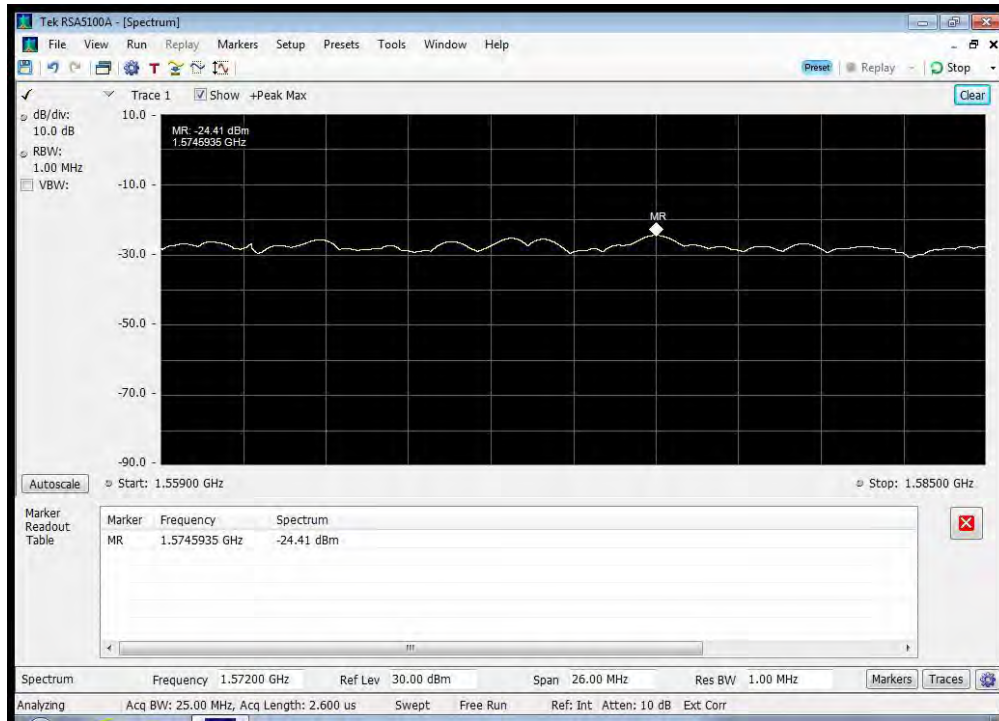 Tek RSA5100A - [Spectrum]
File View Run Replay Markers Setup Presets Tools Window Help
T
Preset Replay Stop
Trace 1 Show +Peak Max Clear
dB/div:
10.0 dB
RBW:
1.00 MHz
VBW:
10.0
MR: -24.41 dBm
1.5745935 GHz
-10.0
MR
-30.0
-50.0
-70.0
-90.0
Autoscale Start: 1.55900 GHz Stop: 1.58500 GHz
Marker Readout Table
Marker Frequency Spectrum
MR 1.5745935 GHz -24.41 dBm
Spectrum Frequency 1.57200 GHz Ref Lev 30.00 dBm Span 26.00 MHz Res BW 1.00 MHz Markers Traces
Analyzing Acq BW: 25.00 MHz, Acq Length: 2.600 us Swept Free Run Ref: Int Atten: 10 dB Ext Corr